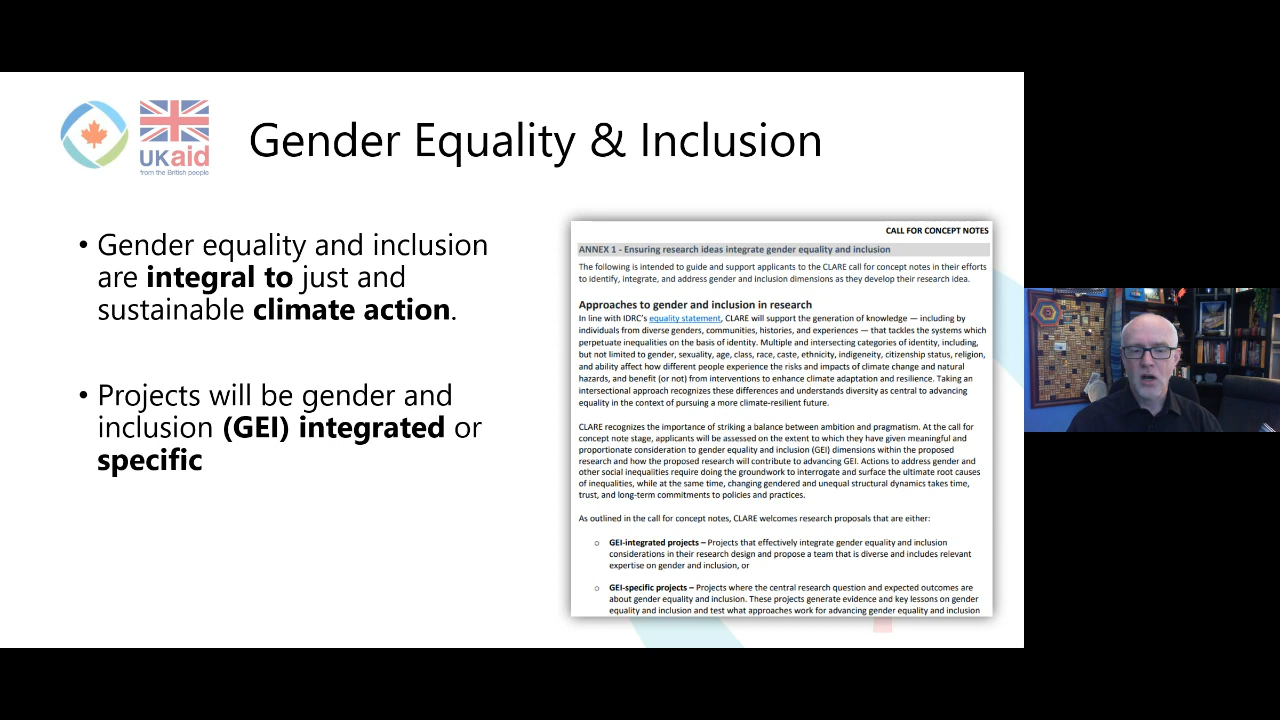 UKaid
from the British people
Gender Equality & Inclusion
• Gender equality and inclusion
are integral to just and
sustainable climate action.
• Projects will be gender and
inclusion (GEI) integrated or
specific
CALL FOR CONCEPT NOTES
ANNEX 1 - Ensuring research ideas integrate gender equality and inclusion
The following is intended to guide and support applicants to the CLARE call for concept notes in their efforts
to identify, integrate, and address gender and inclusion dimensions as they develop their research idea.
Approaches to gender and inclusion in research
In line with IDRC's equality statement, CLARE will support the generation of knowledge — including by
individuals from diverse genders, communities, histories, and experiences — that tackles the systems which
perpetuate inequalities on the basis of identity. Multiple and intersecting categories of identity, including,
but not limited to gender, sexuality, age, class, race, caste, ethnicity, indigeneity, citizenship status, religion,
and ability affect how different people experience the risks and impacts of climate change and natural
hazards, and benefit (or not) from interventions to enhance climate adaptation and resilience. Taking an
intersectional approach recognizes these differences and understands diversity as central to advancing
equality in the context of pursuing a more climate-resilient future.
CLARE recognizes the importance of striking a balance between ambition and pragmatism. At the call for
concept note stage, applicants will be assessed on the extent to which they have given meaningful and
proportionate consideration to gender equality and inclusion (GEI) dimensions within the proposed
research and how the proposed research will contribute to advancing GEI. Actions to address gender and
other social inequalities require doing the groundwork to interrogate and surface the ultimate root causes
of inequalities, while at the same time, changing gendered and unequal structural dynamics takes time,
trust, and long-term commitments to policies and practices.
As outlined in the call for concept notes, CLARE welcomes research proposals that are either:
○ GEI-integrated projects – Projects that effectively integrate gender equality and inclusion
considerations in their research design and propose a team that is diverse and includes relevant
expertise on gender and inclusion, or
○ GEI-specific projects – Projects where the central research question and expected outcomes are
about gender equality and inclusion. These projects generate evidence and key lessons on gender
equality and inclusion and test what approaches work for advancing gender equality and inclusion